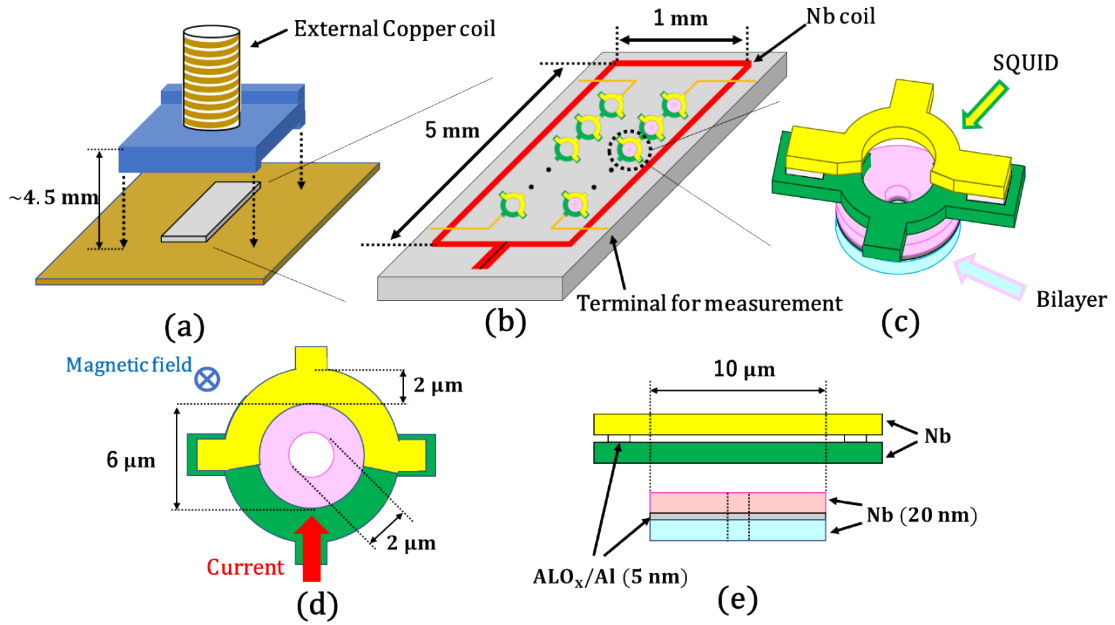 External Copper coil
~4.5 mm
(a)
1 mm
Nb coil
5 mm
Terminal for measurement
(b)
SQUID
Bilayer
(c)
Magnetic field
2 μm
6 μm
2 μm
Current
(d)
10 μm
Nb
Nb (20 nm)
ALOx/Al (5 nm)
(e)